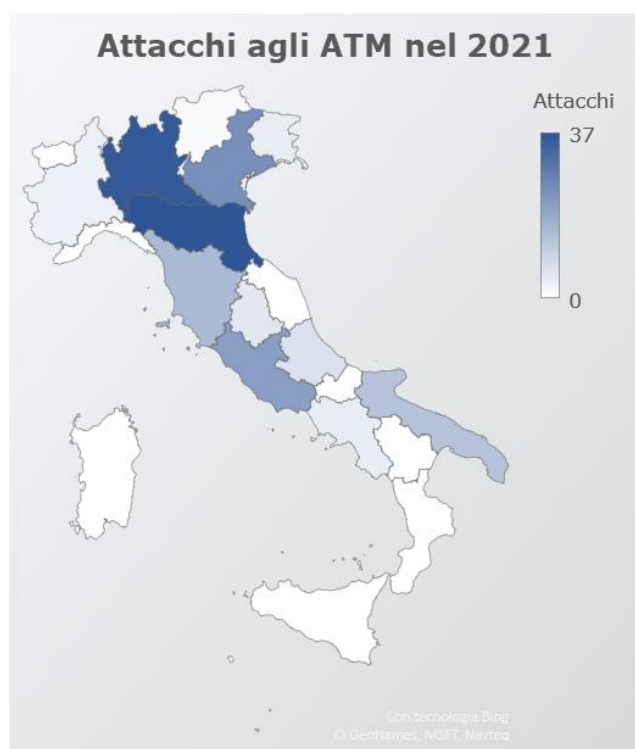 Attacchi agli ATM nel 2021
Attacchi
37
0
Con tecnologia Bing
© GeoNames, MSFT, Navteq